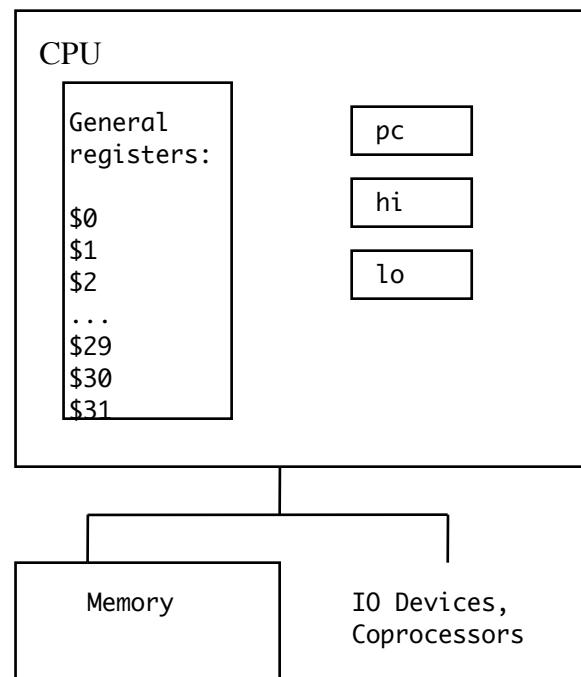 CPU
General
registers:
$0
$1
$2
...
$29
$30
$31
pc
hi
lo
Memory
IO Devices,
Coprocessors